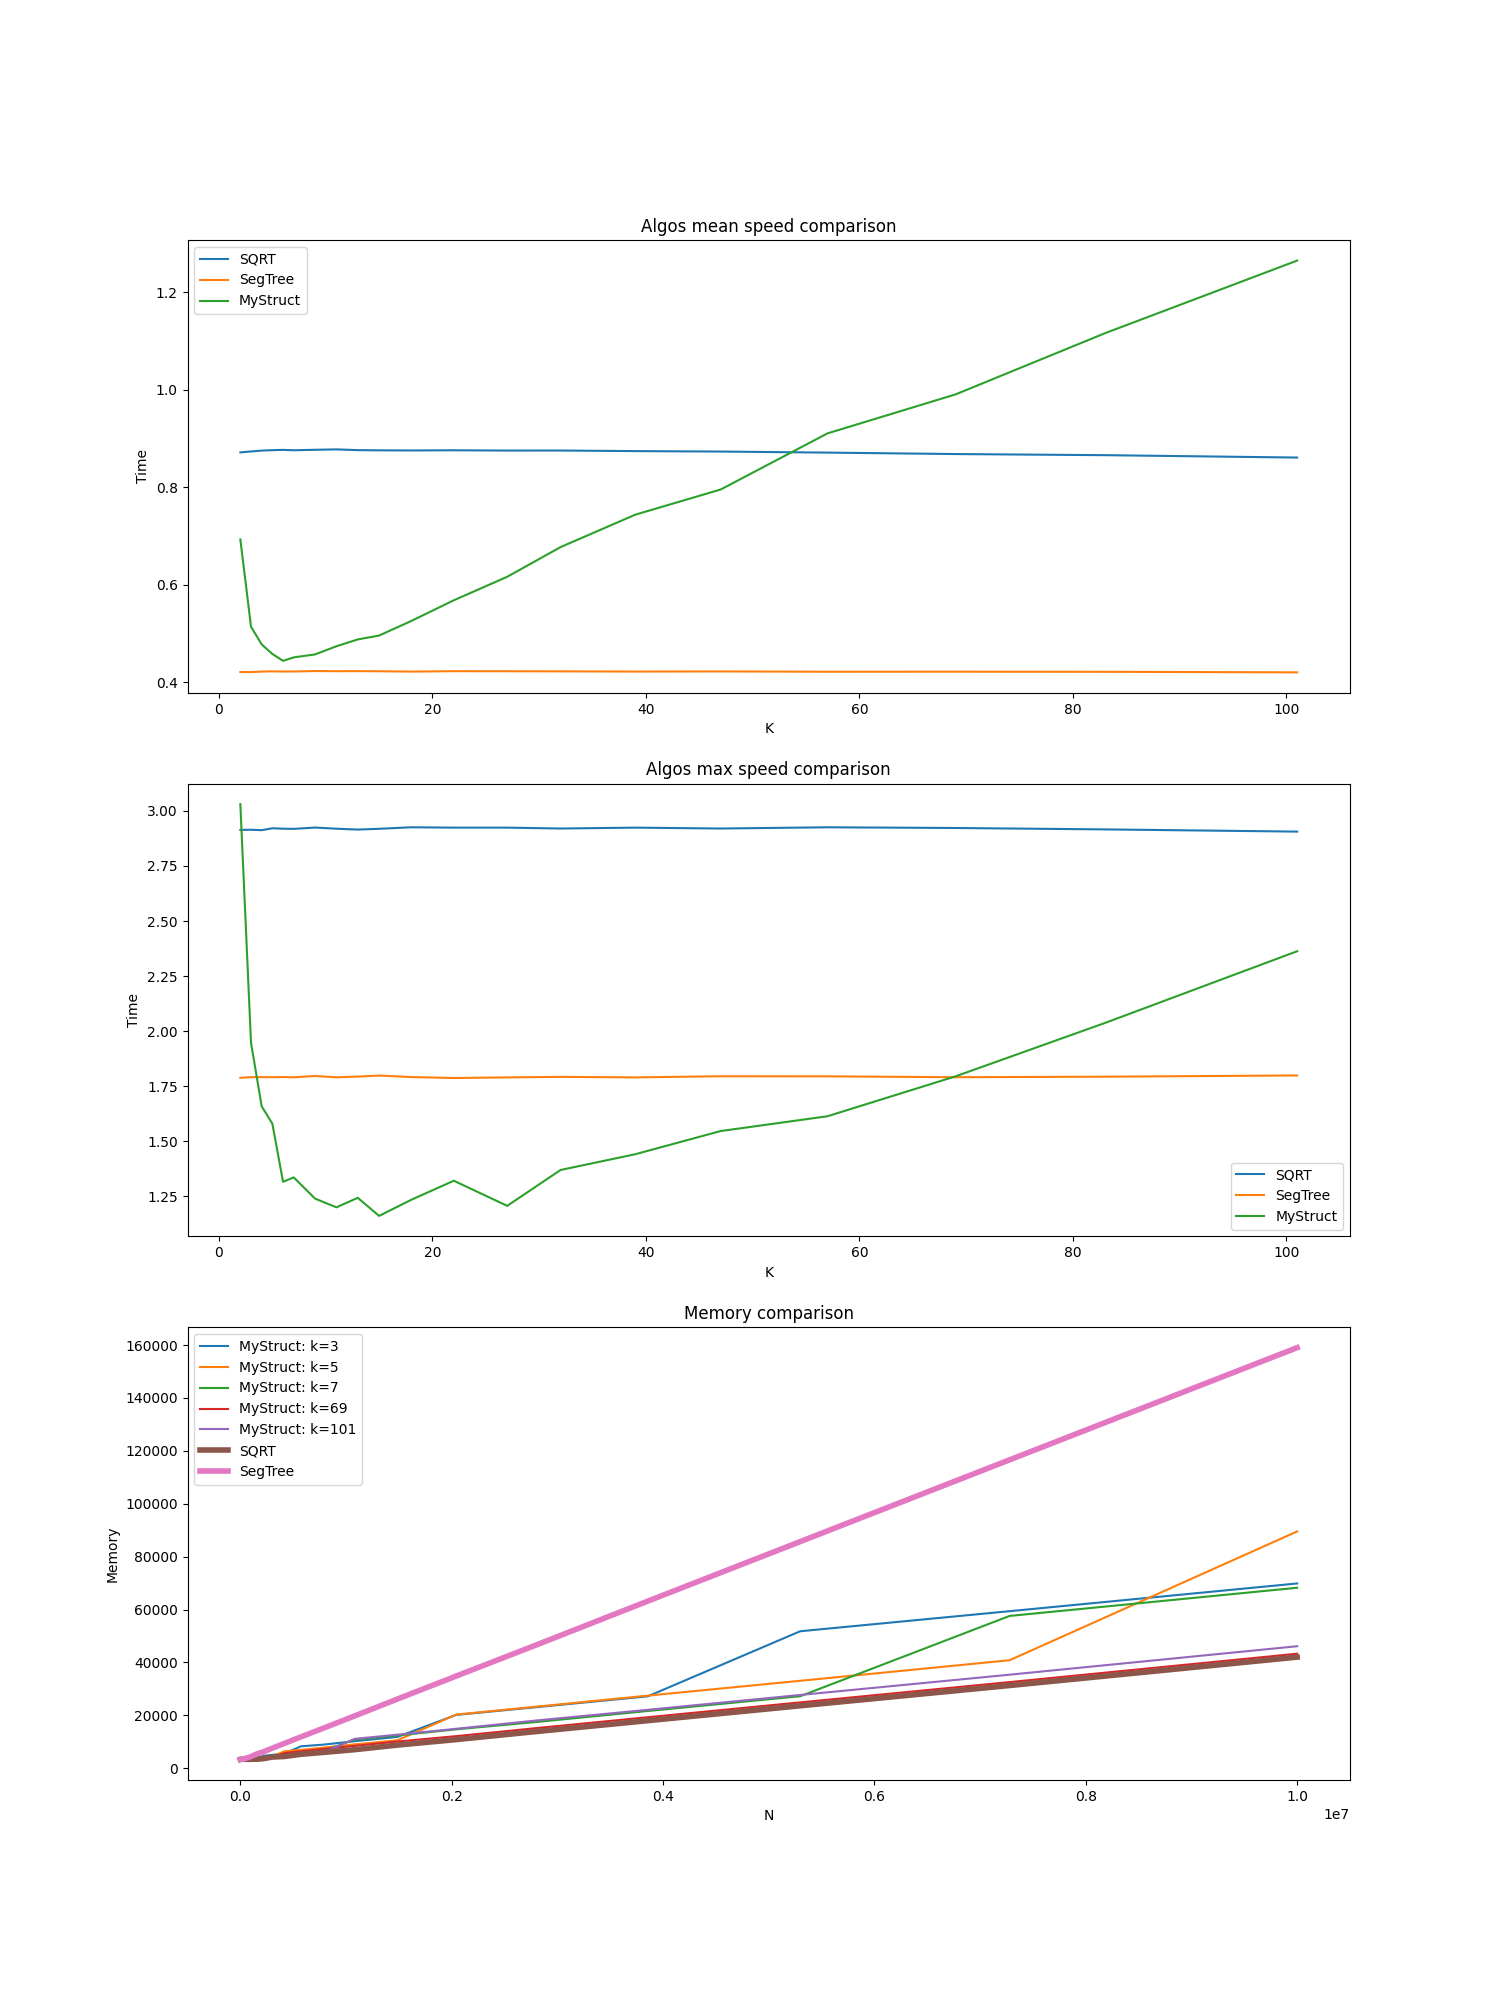 Algos mean speed comparison
SQRT
SegTree
MyStruct
1.2
1.0
0.8
0.6
0.4
Time
0 20 40 60 80 100
K
Algos max speed comparison
3.00
2.75
2.50
2.25
2.00
1.75
1.50
1.25
Time
SQRT
SegTree
MyStruct
0 20 40 60 80 100
K
Memory comparison
MyStruct: k=3
MyStruct: k=5
MyStruct: k=7
MyStruct: k=69
MyStruct: k=101
SQRT
SegTree
160000
140000
120000
100000
80000
60000
40000
20000
0
Memory
0.0 0.2 0.4 0.6 0.8 1.0
N
1e7